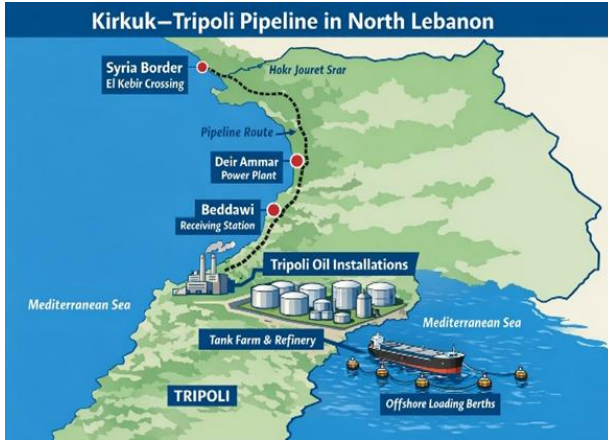 Kirkuk–Tripoli Pipeline in North Lebanon
Syria Border
El Kebir Crossing
Hokr Jouret Srar
Pipeline Route
Deir Ammar
Power Plant
Beddawi
Receiving Station
Tripoli Oil Installations
Mediterranean Sea
Mediterranean Sea
Tank Farm & Refinery
TRIPOLI
Offshore Loading Berths